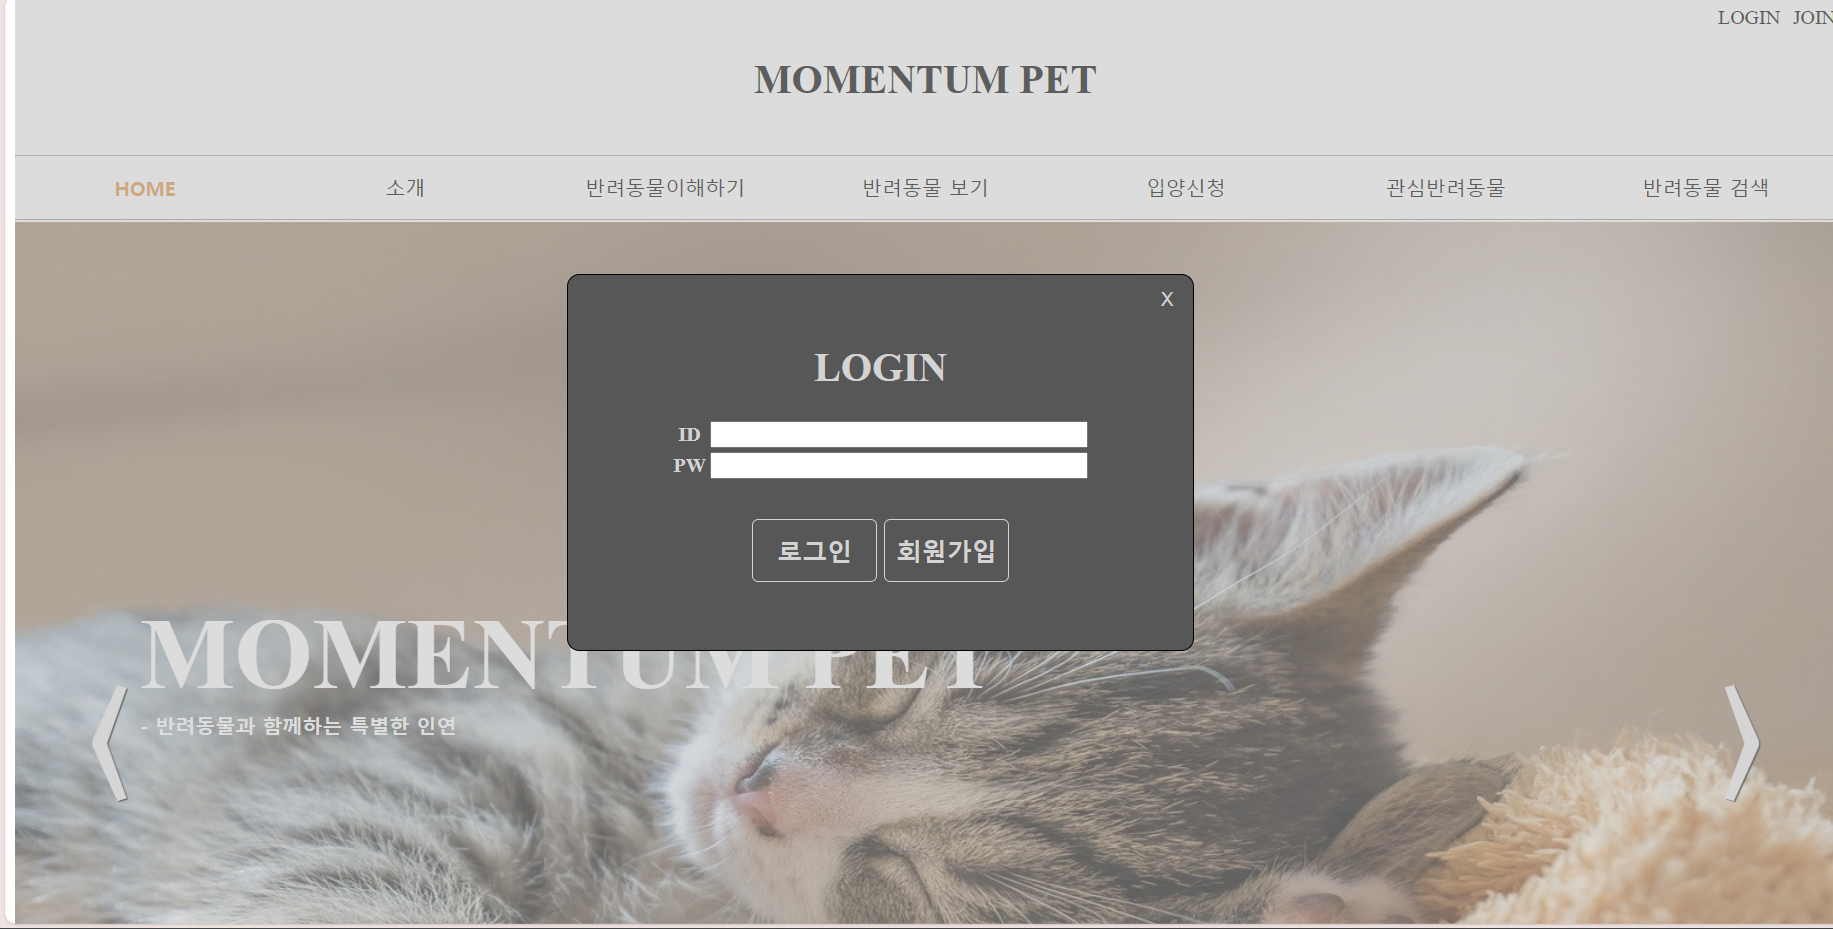 LOGIN JOIN
MOMENTUM PET
HOME 소개 반려동물이해하기 반려동물 보기 입양신청 관심반려동물 반려동물 검색
X
LOGIN
ID
PW
로그인 회원가입
MOMENTUM PET
- 반려동물과 함께하는 특별한 인연